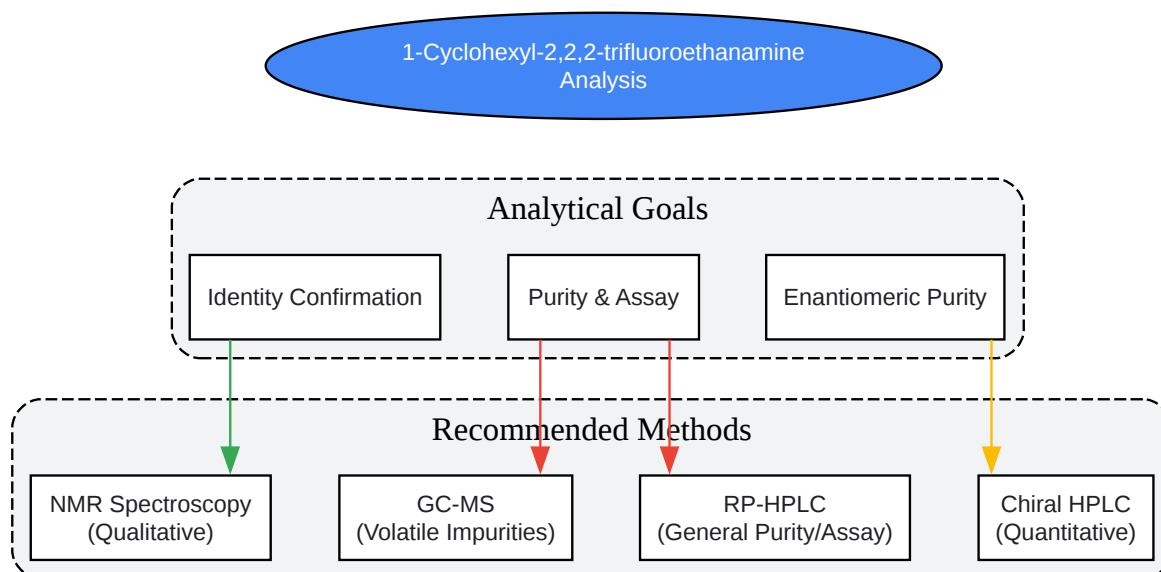 1-Cyclohexyl-2,2,2-trifluoroethanamine
Analysis
Analytical Goals
Identity Confirmation
Purity & Assay
Enantiomeric Purity
Recommended Methods
NMR Spectroscopy
(Qualitative)
GC-MS
(Volatile Impurities)
RP-HPLC
(General Purity/Assay)
Chiral HPLC
(Quantitative)